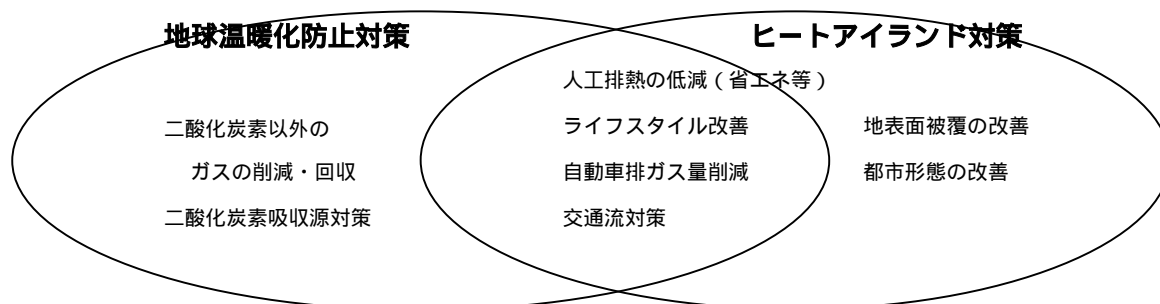 地球温暖化防止対策
ヒートアイランド対策
二酸化炭素以外の
ガスの削減・回収
二酸化炭素吸収源対策
人工排熱の低減(省エネ等)
ライフスタイル改善
自動車排ガス量削減
交通流対策
地表面被覆の改善
都市形態の改善